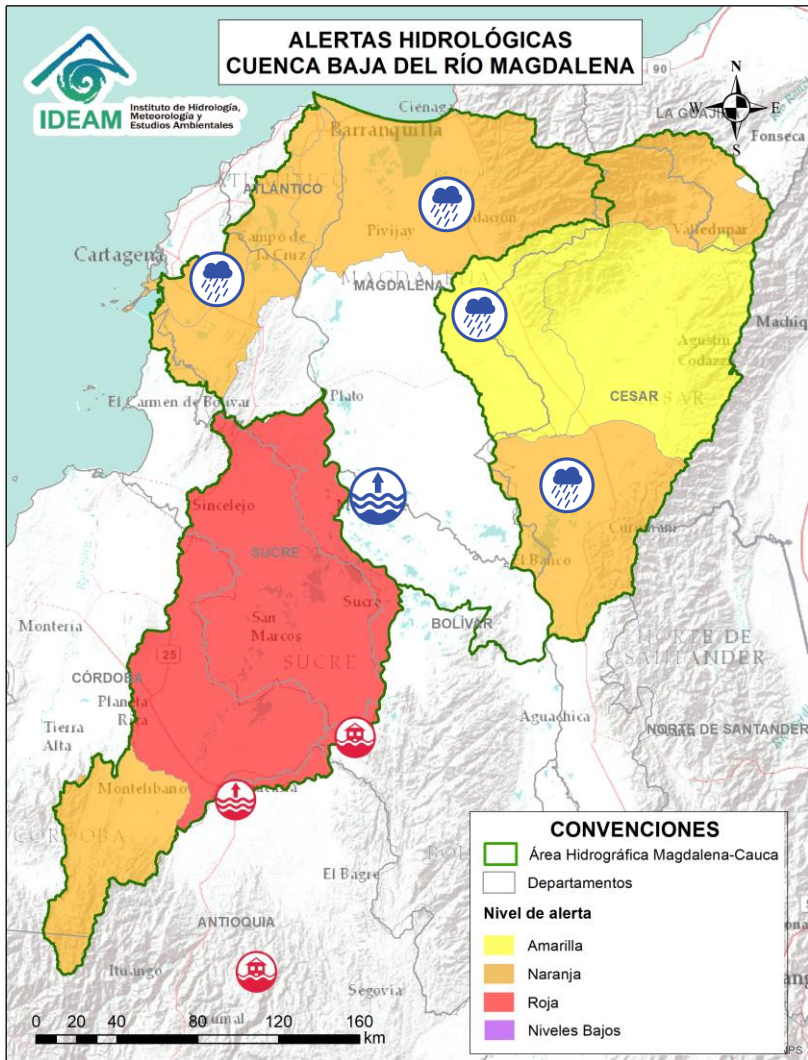 ALERTAS HIDROLÓGICAS
CUENCA BAJA DEL RÍO MAGDALENA
IDEAM
Instituto de Hidrología,
Meteorología y
Estudios Ambientales
N
W
E
S
90
LA GUAJIRA
Fonseca
Ciénaga
Barranquilla
ATLÁNTICO
Cartagena
Campo de
la Cruz
Pivijay
Valledupar
MAGDALENA
Agustín
Codazzi
CESAR
El Carmen de Bolívar
Plato
Sincelejo
SUCRE
El Banco
Sucre
BOLÍVAR
Montería
San
Marcos
SUCRE
25
CÓRDOBA
Planeta
Rica
NORTE DE
SANTANDER
Aguachica
NORTE DE SANTANDER
Tierra
Alta
Montelíbano
CÓRDOBA
El Bagre
ANTIOQUIA
Ituango
Segovia
0 20 40 80 120 160
km
CONVENCIONES
Área Hidrográfica Magdalena-Cauca
Departamentos
Nivel de alerta
Amarilla
Naranja
Roja
Niveles Bajos